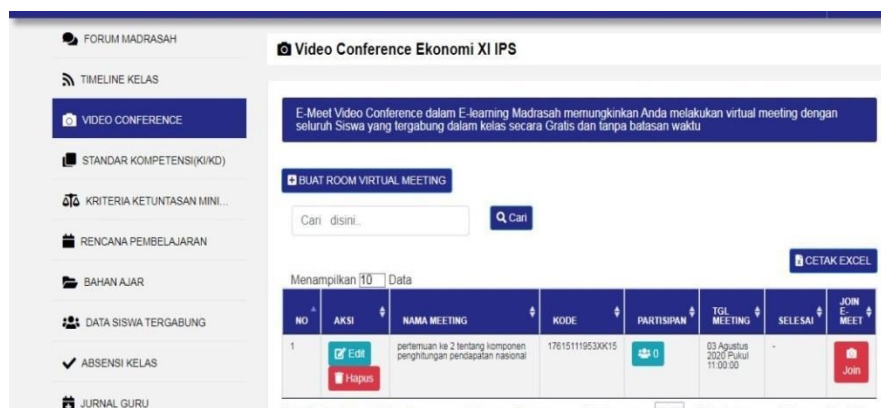 FORUM MADRASAH
TIMELINE KELAS
VIDEO CONFERENCE
STANDAR KOMPETENSI(KI/KD)
KRITERIA KETUNTASAN MINI...
RENCANA PEMBELAJARAN
BAHAN AJAR
DATA SISWA TERGABUNG
ABSENSI KELAS
JURNAL GURU
Video Conference Ekonomi XI IPS
E-Meet Video Conference dalam E-learning Madrasah memungkinkan Anda melakukan virtual meeting dengan
seluruh Siswa yang tergabung dalam kelas secara Gratis dan tanpa batasan waktu
BUAT ROOM VIRTUAL MEETING
Cari disini..
Cari
CETAK EXCEL
Menampilkan 10 Data
NO AKSI NAMA MEETING KODE PARTISIPAN TGL MEETING SELESAI JOIN E-MEET
1 Edit Hapus pertemuan ke 2 tentang komponen penghitungan pendapatan nasional 17615111953XK15 0 03 Agustus 2020 Pukul 11:00:00 - Join